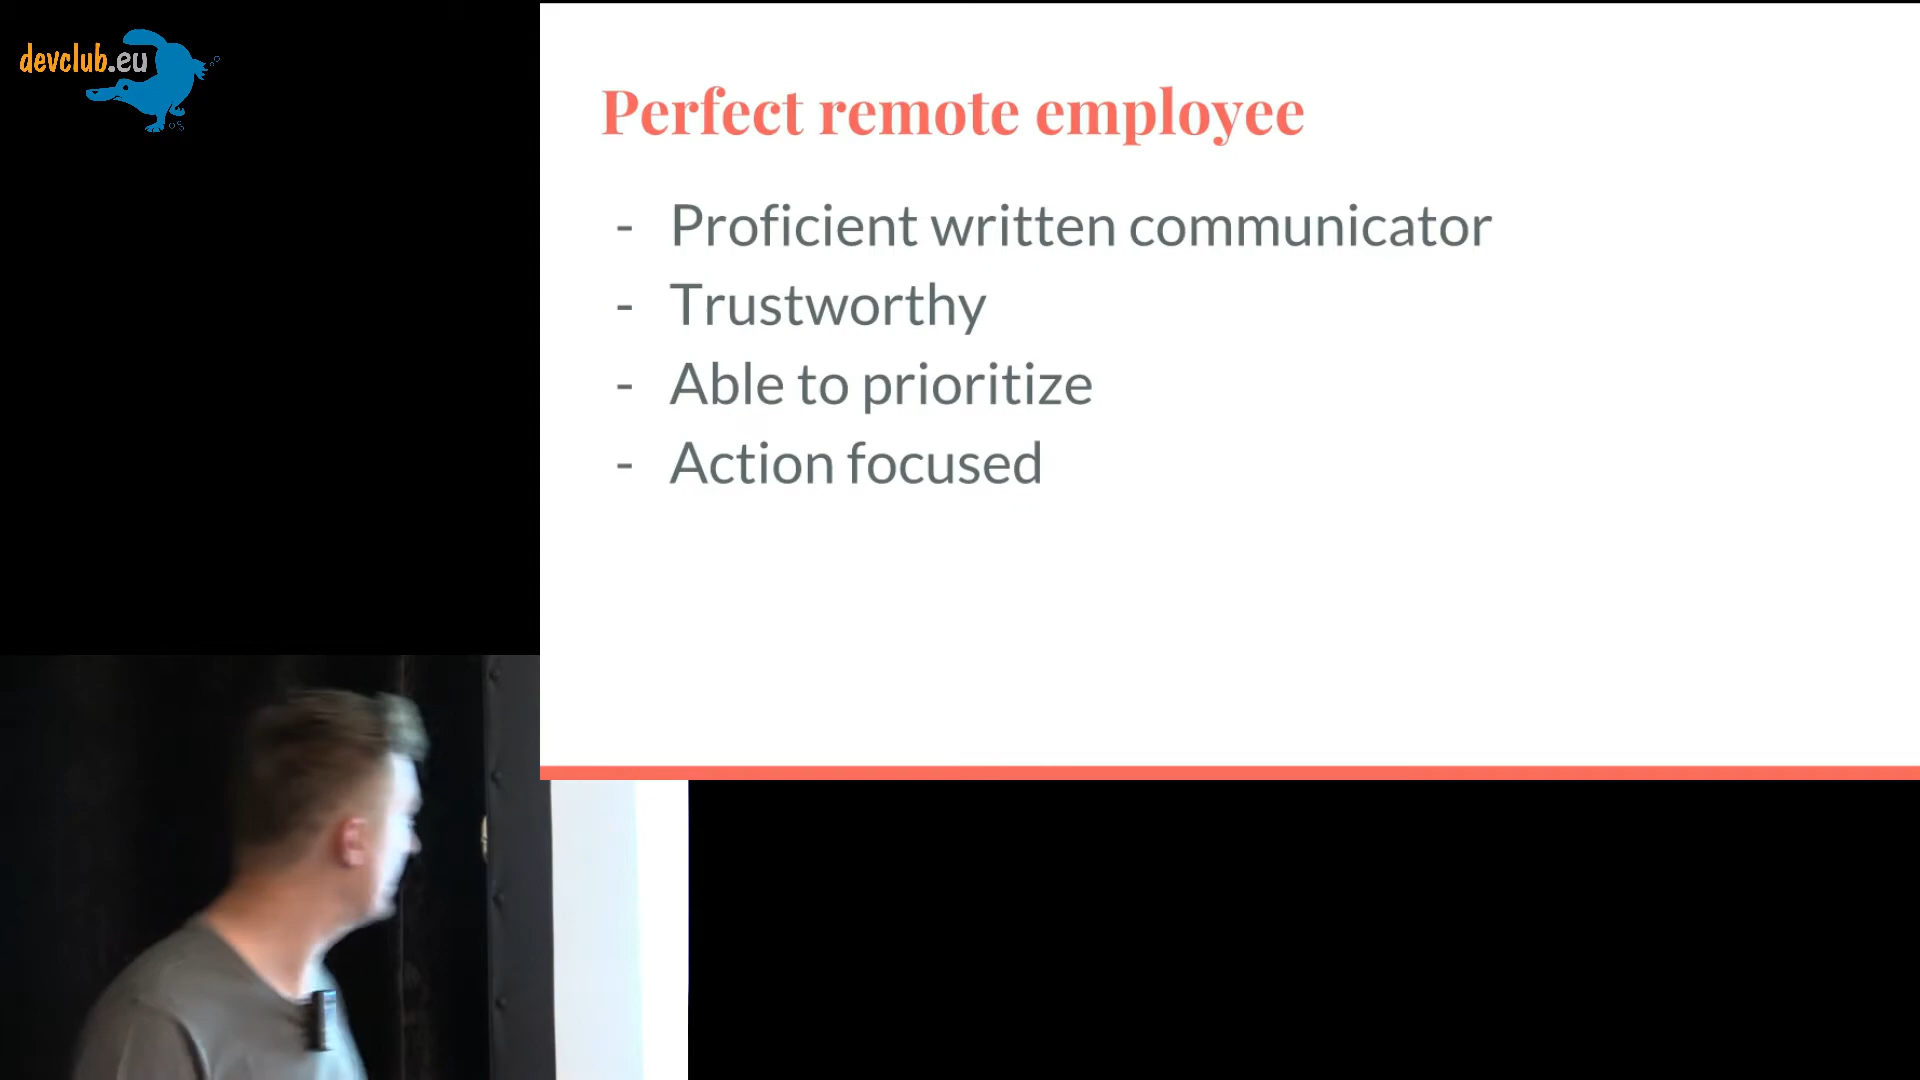 devclub.eu
Perfect remote employee
- Proficient written communicator
- Trustworthy
- Able to prioritize
- Action focused